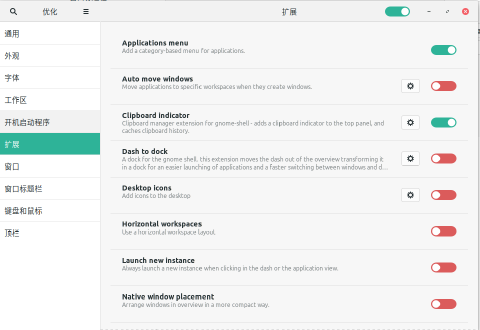 优化
扩展
通用
外观
字体
工作区
开机启动程序
扩展
窗口
窗口标题栏
键盘和鼠标
顶栏
Applications menu
Add a category-based menu for applications.
Auto move windows
Move applications to specific workspaces when they create windows.
Clipboard indicator
Clipboard manager extension for gnome-shell - adds a clipboard indicator to the top panel, and
caches clipboard history.
Dash to dock
A dock for the gnome shell. this extension moves the dash out of the overview transforming it
in a dock for an easier launching of applications and a faster switching between windows and d...
Desktop icons
Add icons to the desktop
Horizontal workspaces
Use a horizontal workspace layout
Launch new instance
Always launch a new instance when clicking in the dash or the application view.
Native window placement
Arrange windows in overview in a more compact way.